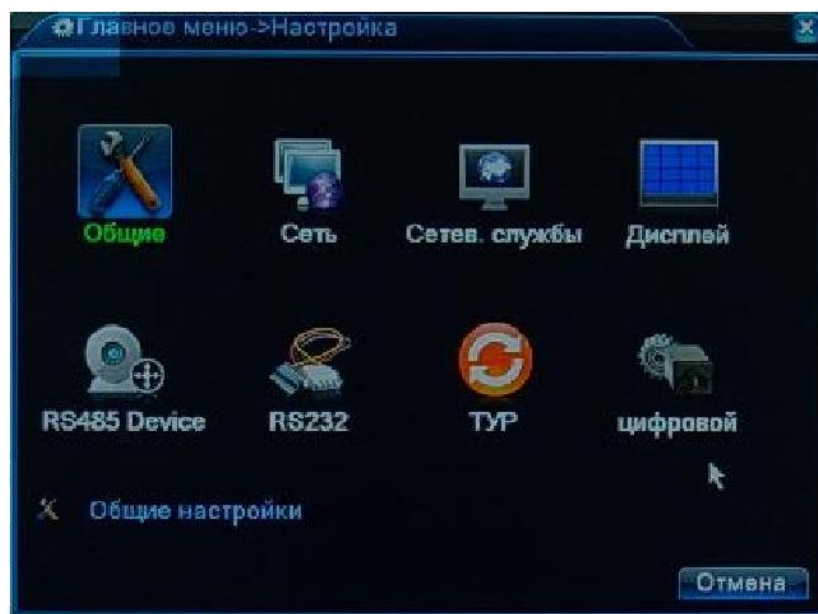 Главное меню->Настройка
Общие
Сеть
Сетев. службы
Дисплей
RS485 Device
RS232
ТУР
цифровой
Общие настройки
Отмена